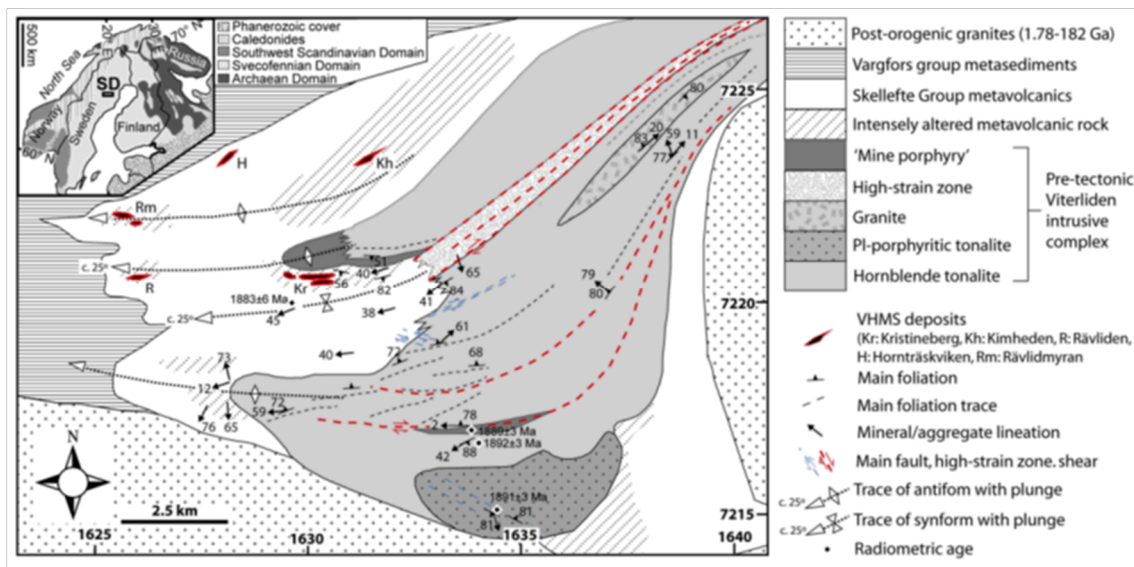 500 km
20° E
30° E
70° N
60° N
North Sea
Norway
Sweden
Finland
Russia
SD
Phanerozoic cover
Caledonides
Southwest Scandinavian Domain
Svecofennian Domain
Archaean Domain
H
Kh
Rm
R
Kr
c. 25º
c. 25º
1883±6 Ma
45
38
40
40
51
56
82
41
84
65
80
83
20
59
11
77
79
80
61
72
68
73
12
76
65
59
72
2
78
1889±3 Ma
1892±3 Ma
42
88
1891±3 Ma
81
81
N
2.5 km
1625
1630
1635
1640
7225
7220
7215
Post-orogenic granites (1.78-182 Ga)
Vargfors group metasediments
Skellefte Group metavolcanics
Intensely altered metavolcanic rock
'Mine porphyry'
High-strain zone
Granite
Pl-porphyritic tonalite
Hornblende tonalite
Pre-tectonic
Viterliden
intrusive
complex
VHMS deposits
(Kr: Kristineberg, Kh: Kimheden, R: Rävliden,
H: Hornträskviken, Rm: Rävlidmyran
Main foliation
Main foliation trace
Mineral/aggregate lineation
Main fault, high-strain zone. shear
c. 25º
Trace of antifom with plunge
c. 25º
Trace of synform with plunge
Radiometric age